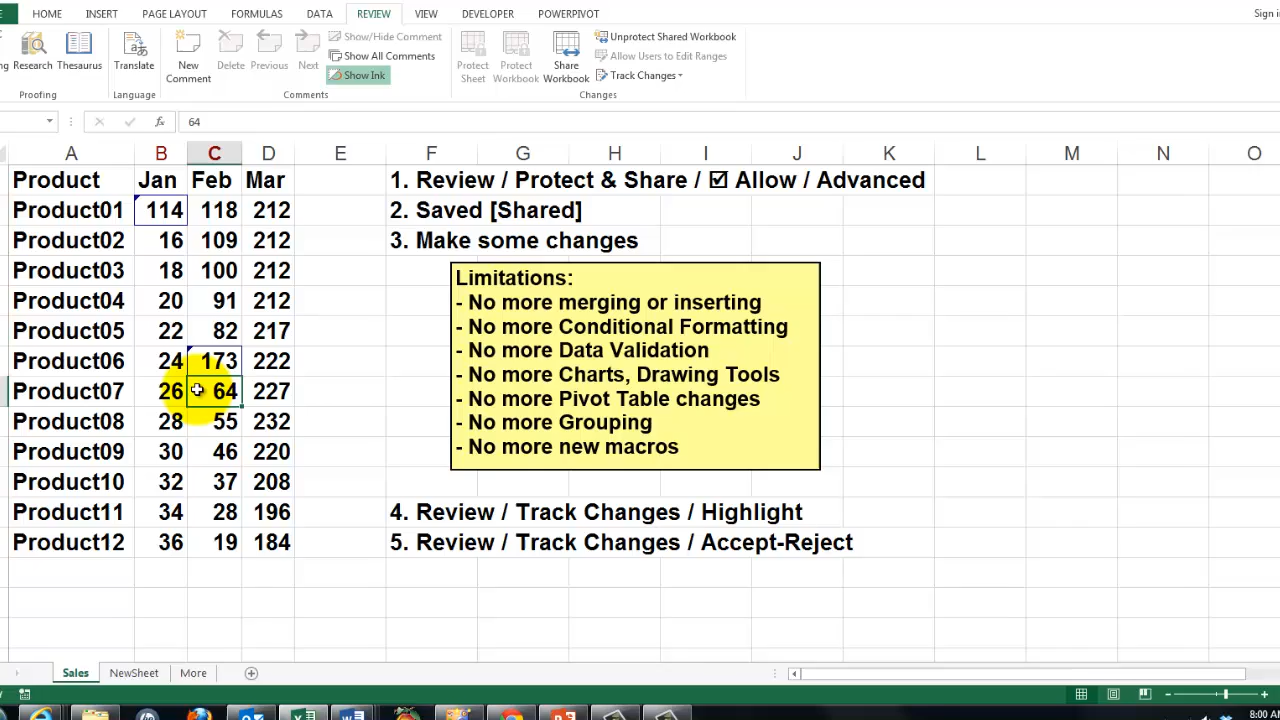 HOME INSERT PAGE LAYOUT FORMULAS DATA REVIEW VIEW DEVELOPER POWERPIVOT Sign i
Research Thesaurus Translate New Comment Delete Previous Next Show/Hide Comment
Show All Comments
Show Ink
Protect Sheet Protect Workbook Share Workbook Unprotect Shared Workbook
Allow Users to Edit Ranges
Track Changes
Proofing Language Comments Changes
fx 64
A B C D E F G H I J K L M N O
Product Jan Feb Mar 1. Review / Protect & Share / ☑ Allow / Advanced
Product01 114 118 212 2. Saved [Shared]
Product02 16 109 212 3. Make some changes
Product03 18 100 212
Product04 20 91 212
Product05 22 82 217
Product06 24 173 222
Product07 26 64 227
Product08 28 55 232
Product09 30 46 220
Product10 32 37 208
Product11 34 28 196 4. Review / Track Changes / Highlight
Product12 36 19 184 5. Review / Track Changes / Accept-Reject
Limitations:
- No more merging or inserting
- No more Conditional Formatting
- No more Data Validation
- No more Charts, Drawing Tools
- No more Pivot Table changes
- No more Grouping
- No more new macros
Sales NewSheet More
8:00 A